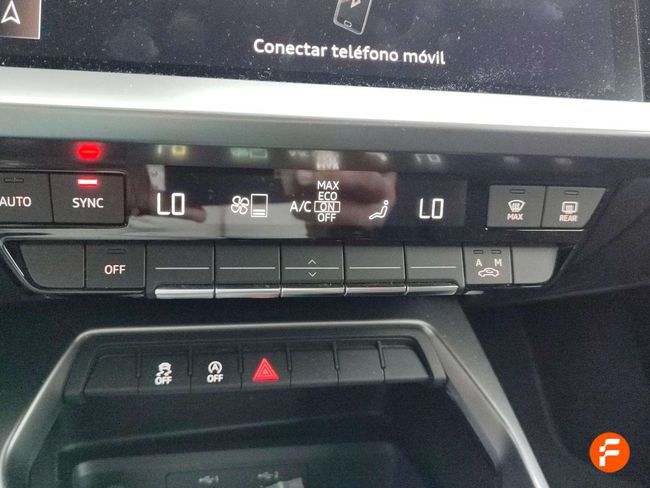 Conectar teléfono móvil
AUTO
SYNC
LO
A/C
MAX
ECO
ON
OFF
LO
MAX
REAR
OFF
A M
OFF
A
OFF